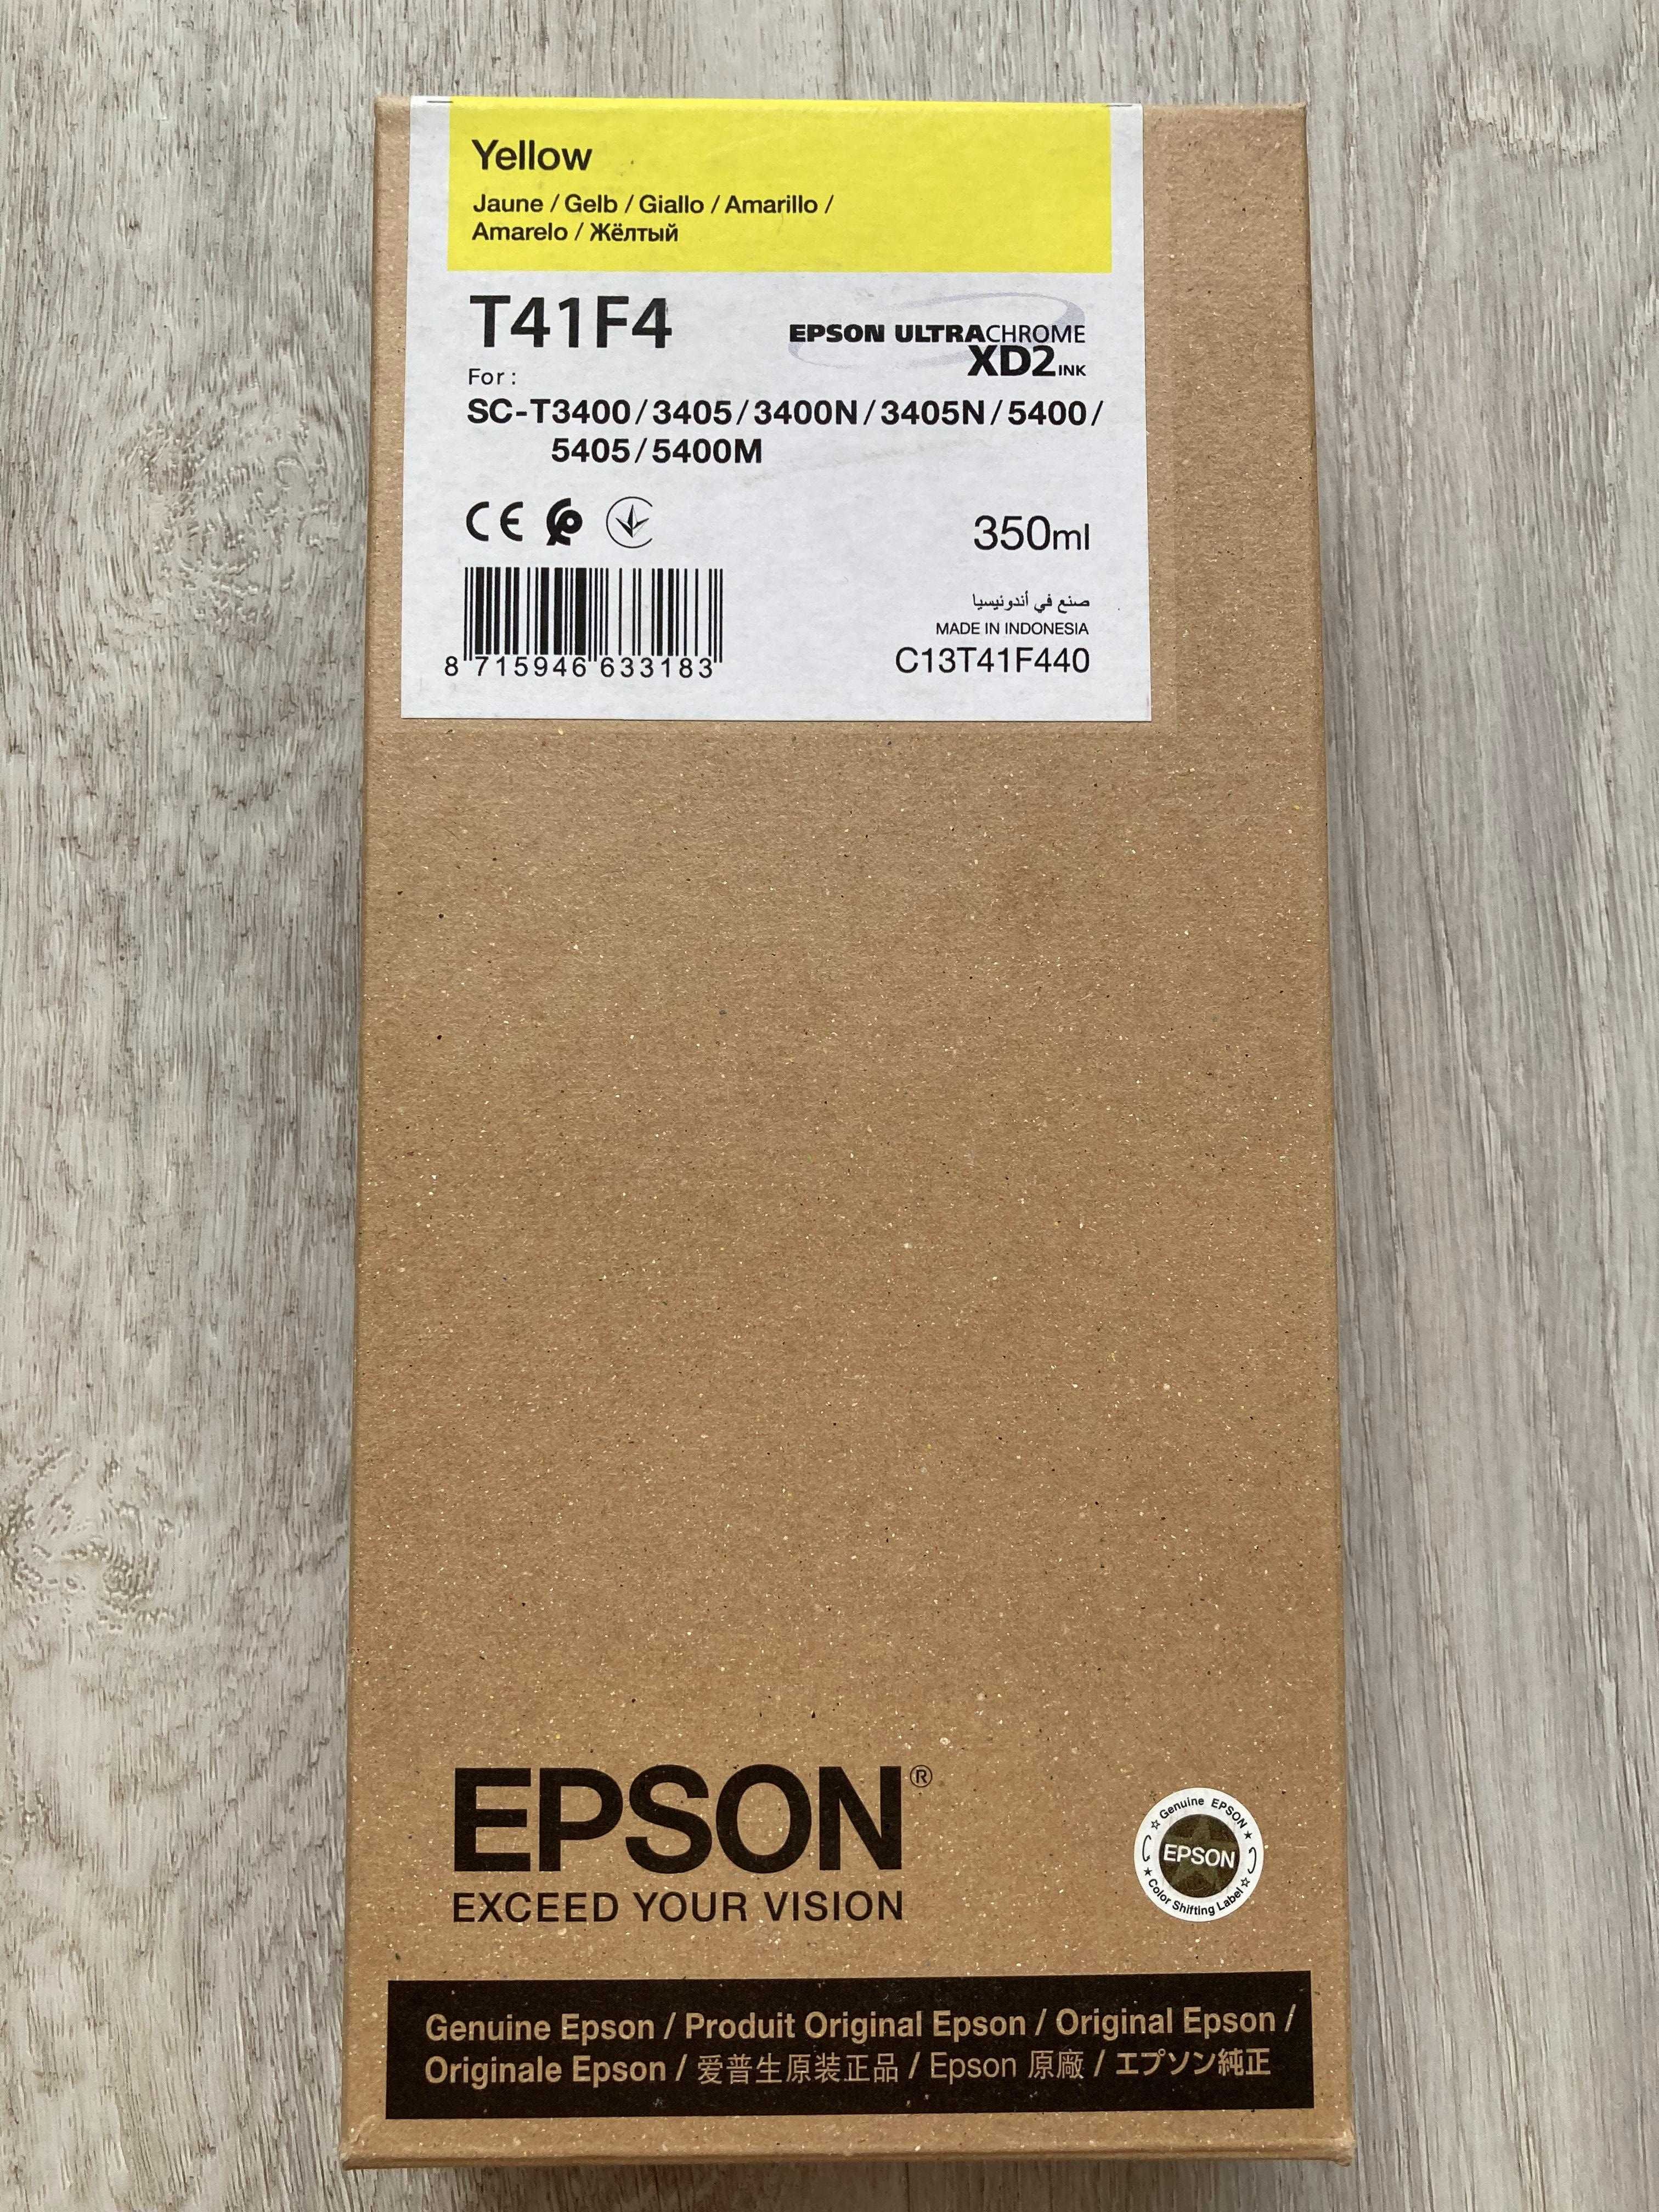 Yellow
Jaune / Gelb / Giallo / Amarillo /
Amarelo / Жёлтый
T41F4
EPSON ULTRACHROME
XD2 INK
For :
SC-T3400/3405/3400N/3405N/5400/
5405/5400M
CE
350ml
صنع في أندونيسيا
MADE IN INDONESIA
8 715946 633183
C13T41F440
EPSON®
EXCEED YOUR VISION
Genuine EPSON
EPSON
Color Shifting Label
Genuine Epson / Produit Original Epson / Original Epson /
Originale Epson / 爱普生原装正品 / Epson 原廠 / エプソン純正